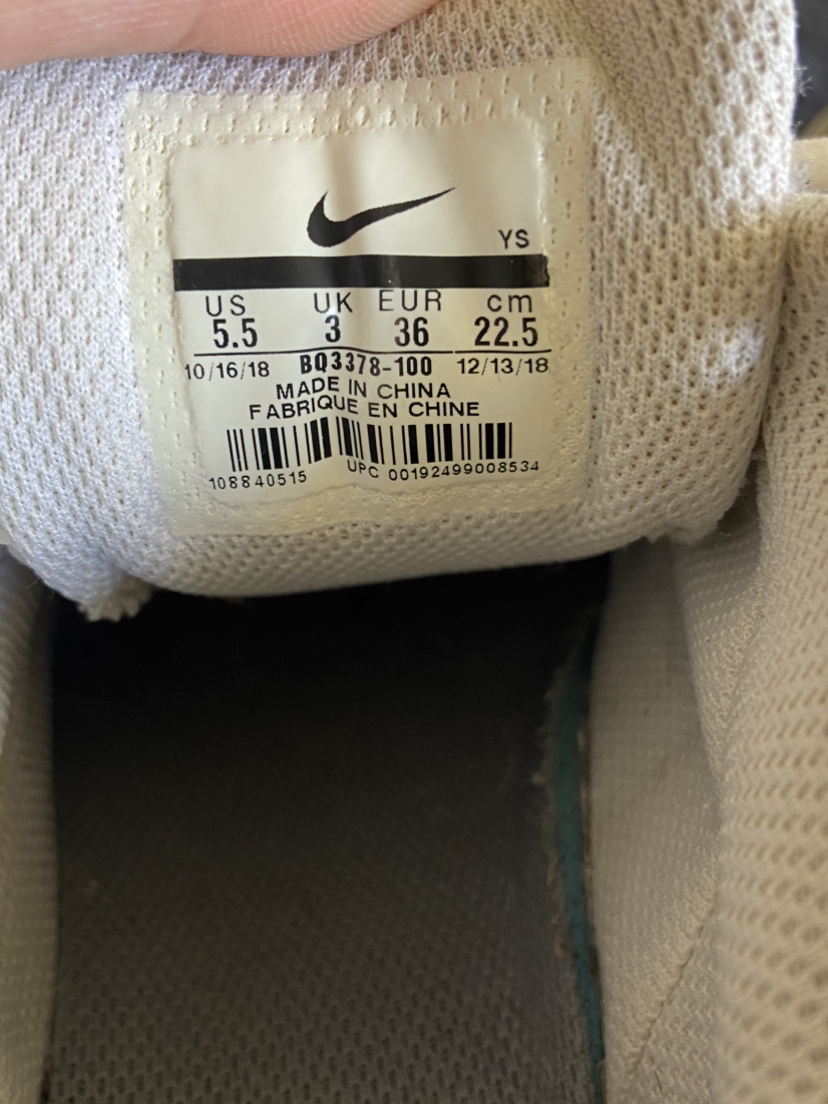 YS
US UK EUR cm
5.5 3 36 22.5
10/16/18 BQ3378-100 12/13/18
MADE IN CHINA
FABRIQUE EN CHINE
108840515 UPC 00192499008534